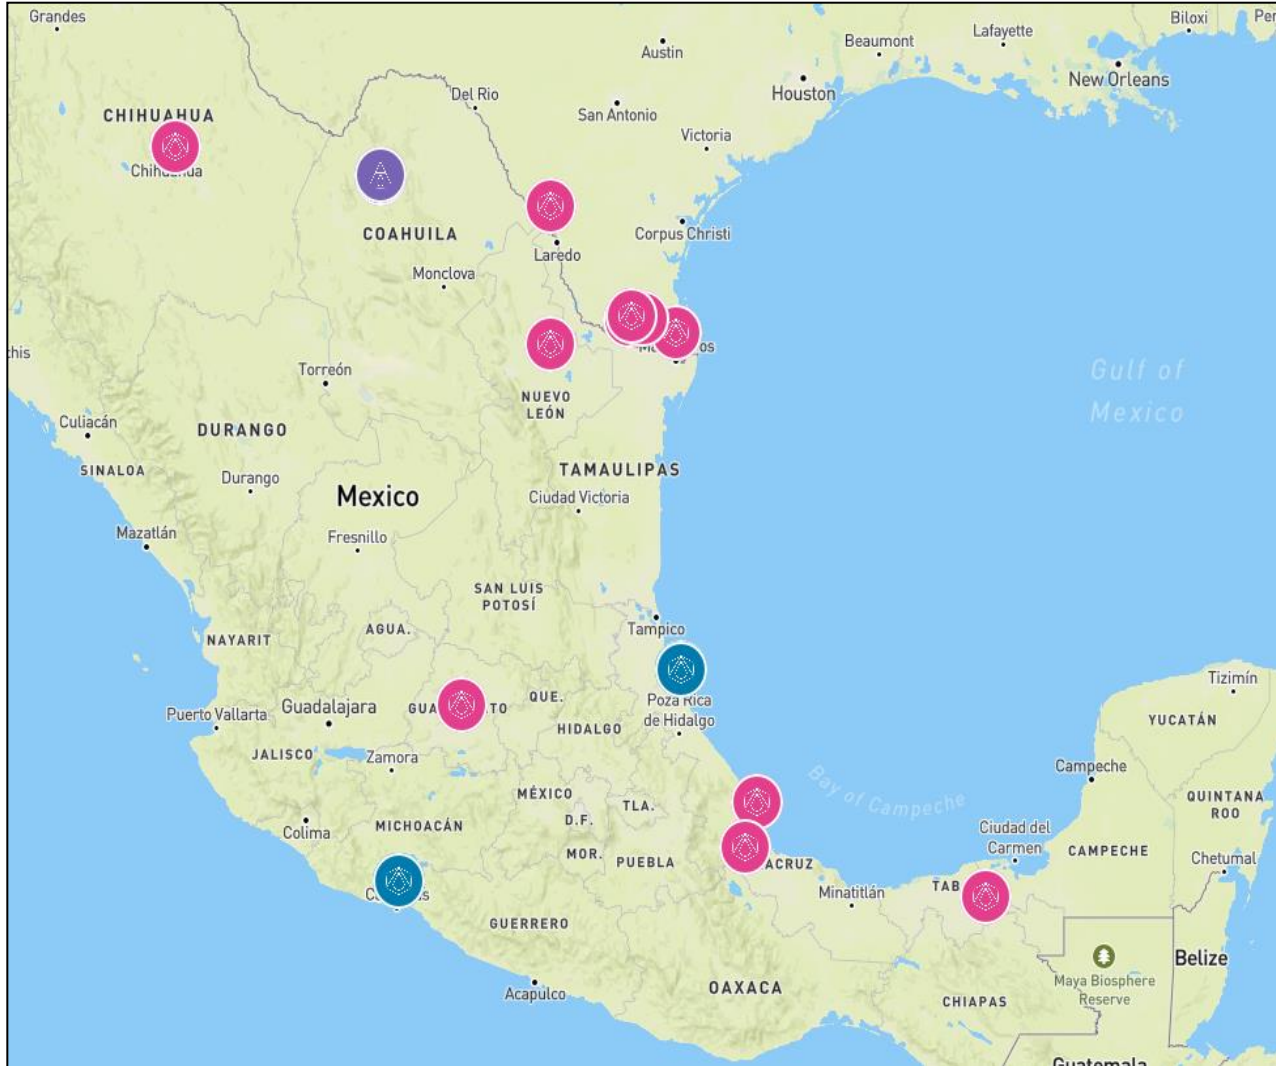 Grandes
Biloxi
Lafayette
Austin
Beaumont
New Orleans
Houston
Del Rio
San Antonio
CHIHUAHUA
Victoria
Chihuahua
COAHUILA
Corpus Christi
Laredo
Monclova
Torreón
Gulf of
Mexico
NUEVO
LEÓN
Culiacán
DURANGO
SINALOA
TAMAULIPAS
Durango
Mexico
Ciudad Victoria
Mazatlán
Fresnillo
SAN LUIS
POTOSÍ
AGUA.
Tampico
NAYARIT
Tizimín
Poza Rica
de Hidalgo
QUE.
Guadalajara
Puerto Vallarta
YUCATÁN
HIDALGO
JALISCO
Zamora
Campeche
Bay of Campeche
MÉXICO
QUINTANA
ROO
TLA.
D.F.
MICHOACÁN
Colima
Ciudad del
Carmen
MOR.
PUEBLA
ACRUZ
CAMPECHE
Chetumal
TAB
Minatitlán
GUERRERO
Belize
Maya Biosphere
Reserve
OAXACA
Acapulco
CHIAPAS
Guatemala